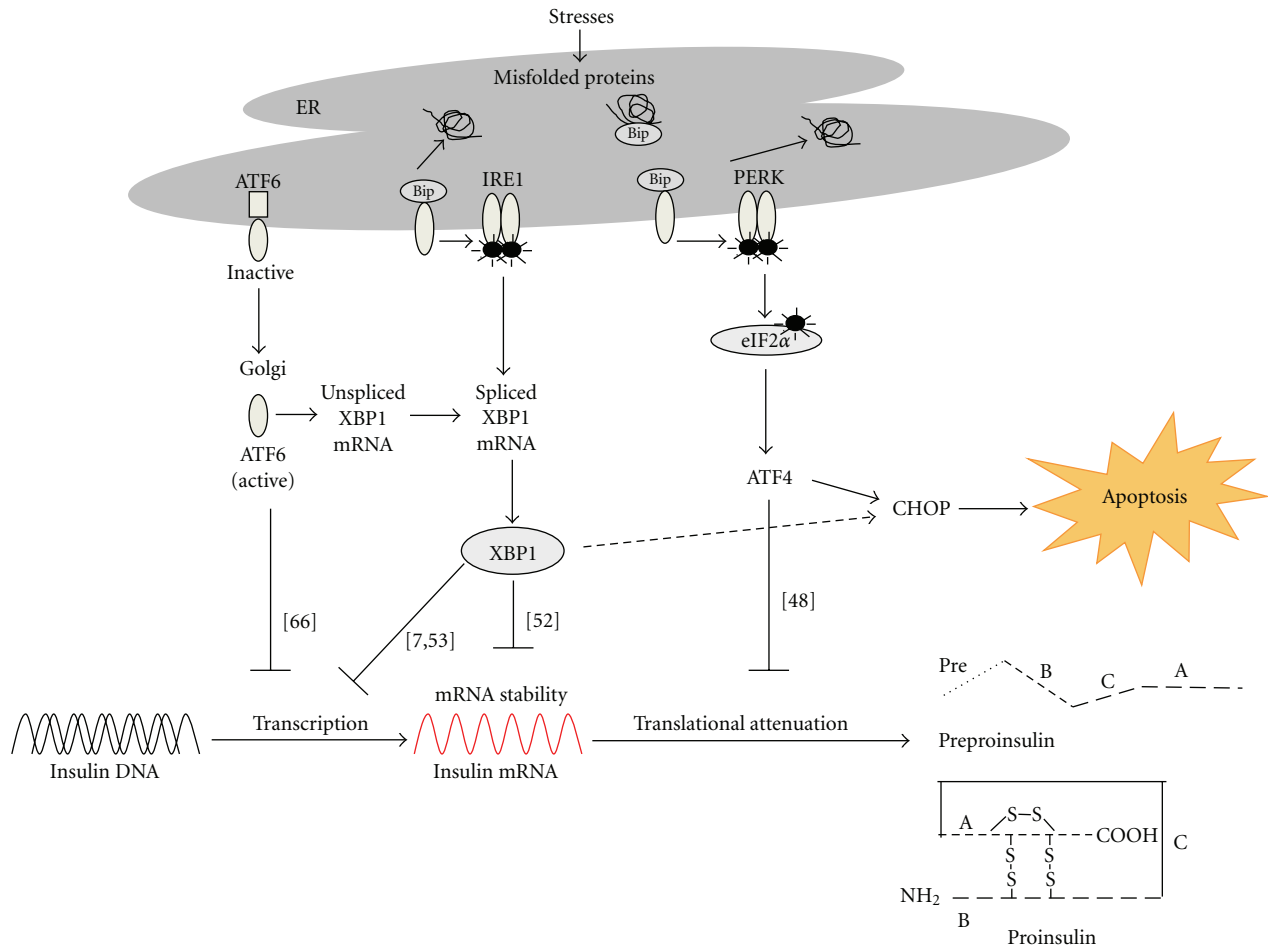 Stresses
Misfolded proteins
ER
Bip
ATF6
Bip
IRE1
Bip
PERK
Inactive
eIF2α
Golgi
Unspliced
XBP1
mRNA
Spliced
XBP1
mRNA
ATF6
(active)
ATF4
CHOP
Apoptosis
XBP1
[66]
[7,53]
[52]
[48]
Pre
B
C
A
mRNA stability
Transcription
Translational attenuation
Preproinsulin
Insulin DNA
Insulin mRNA
S–S
A
COOH
C
S
S
S
S
NH2
B
Proinsulin